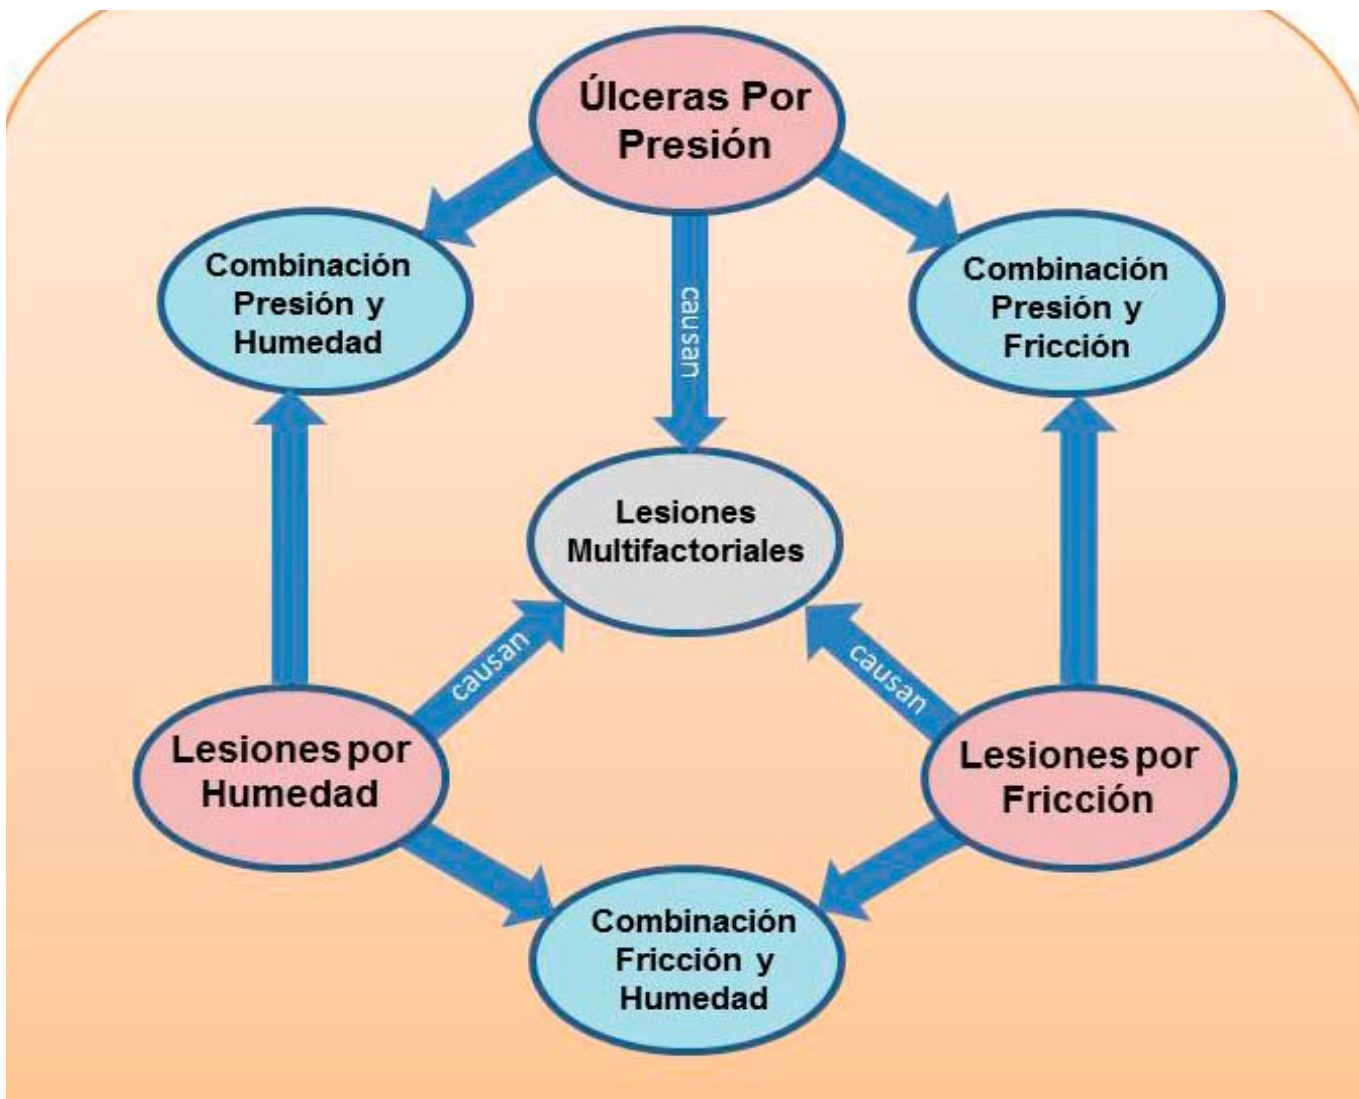 Úlceras Por
Presión
Combinación
Presión y
Humedad
causan
Combinación
Presión y
Fricción
Lesiones
Multifactoriales
causan
causan
Lesiones por
Humedad
Lesiones por
Fricción
Combinación
Fricción y
Humedad